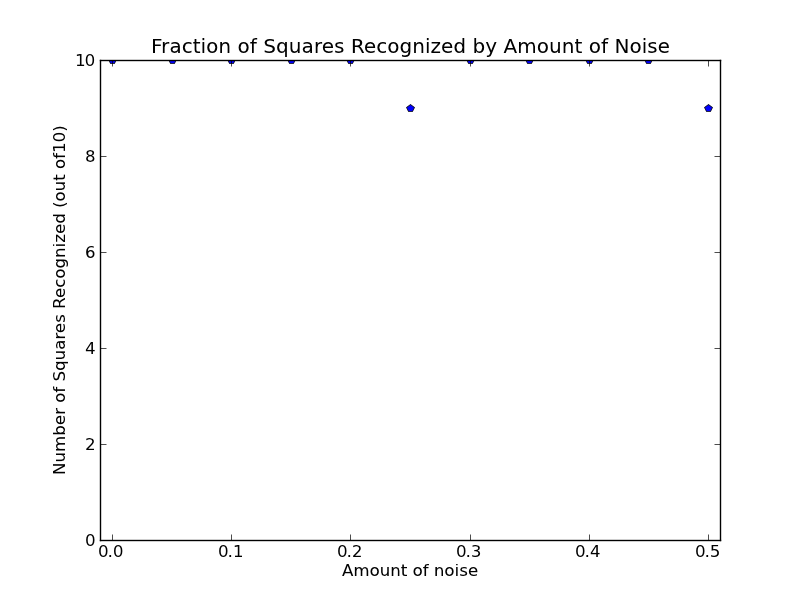 Fraction of Squares Recognized by Amount of Noise
10
8
6
4
2
0
Number of Squares Recognized (out of10)
0.0 0.1 0.2 0.3 0.4 0.5
Amount of noise